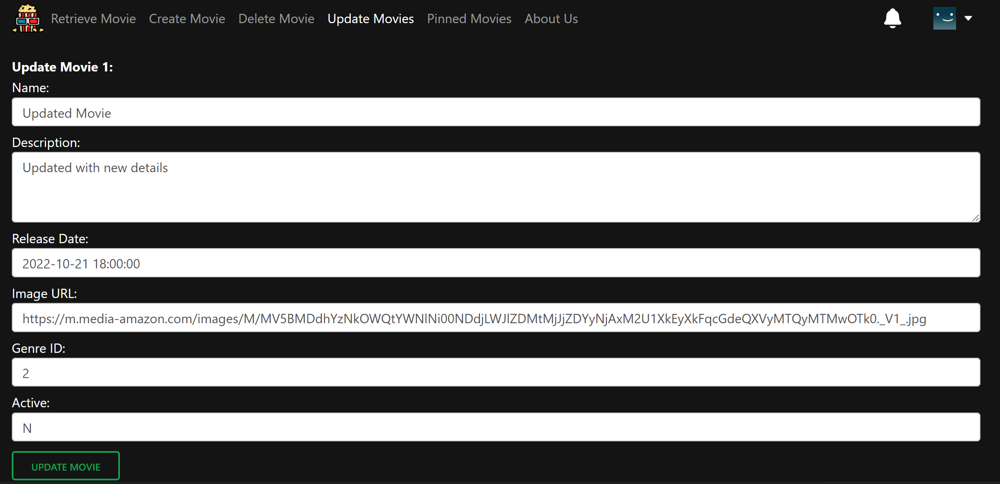 Retrieve Movie Create Movie Delete Movie Update Movies Pinned Movies About Us
Update Movie 1:
Name:
Updated Movie
Description:
Updated with new details
Release Date:
2022-10-21 18:00:00
Image URL:
https://m.media-amazon.com/images/M/MV5BMDdhYzNkOWQtYWNlNi00NDdjLWJlZDMtMjJjZDYyNjAxM2U1XkEyXkFqcGdeQXVyMTQyMTMwOTk0._V1_.jpg
Genre ID:
2
Active:
N
UPDATE MOVIE